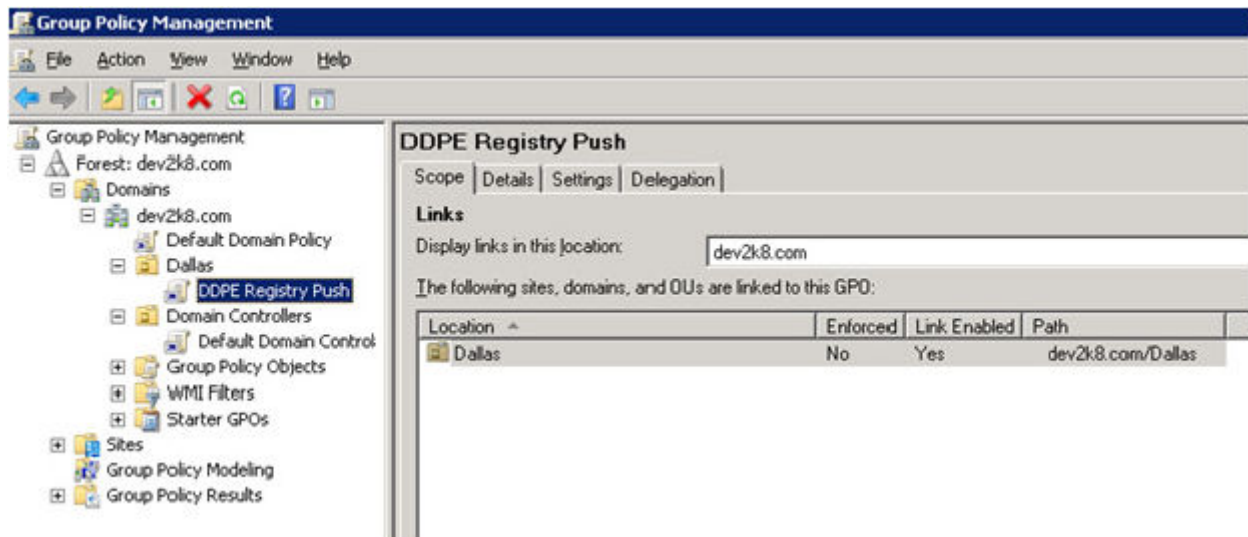 Group Policy Management
File Action View Window Help
Group Policy Management
Forest: dev2k8.com
Domains
dev2k8.com
Default Domain Policy
Dallas
DDPE Registry Push
Domain Controllers
Default Domain Control
Group Policy Objects
WMI Filters
Starter GPOs
Sites
Group Policy Modeling
Group Policy Results
DDPE Registry Push
Scope Details Settings Delegation
Links
Display links in this location: dev2k8.com
The following sites, domains, and OUs are linked to this GPO:
Location Enforced Link Enabled Path
Dallas No Yes dev2k8.com/Dallas